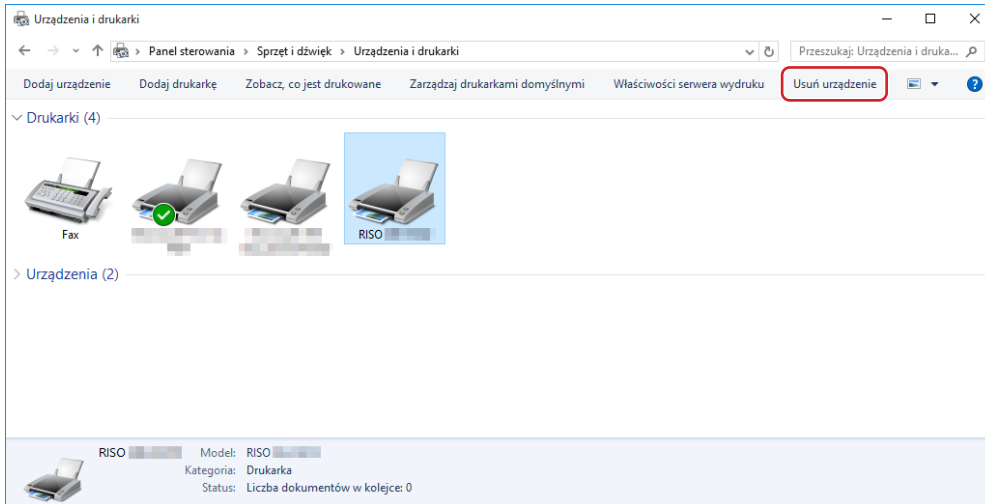 Urządzenia i drukarki
Panel sterowania > Sprzęt i dźwięk > Urządzenia i drukarki
Przeszukaj: Urządzenia i druka...
Dodaj urządzenie Dodaj drukarkę Zobacz, co jest drukowane Zarządzaj drukarkami domyślnymi Właściwości serwera wydruku Usuń urządzenie
Drukarki (4)
Fax
RISO
Urządzenia (2)
RISO Model: RISO
Kategoria: Drukarka
Status: Liczba dokumentów w kolejce: 0